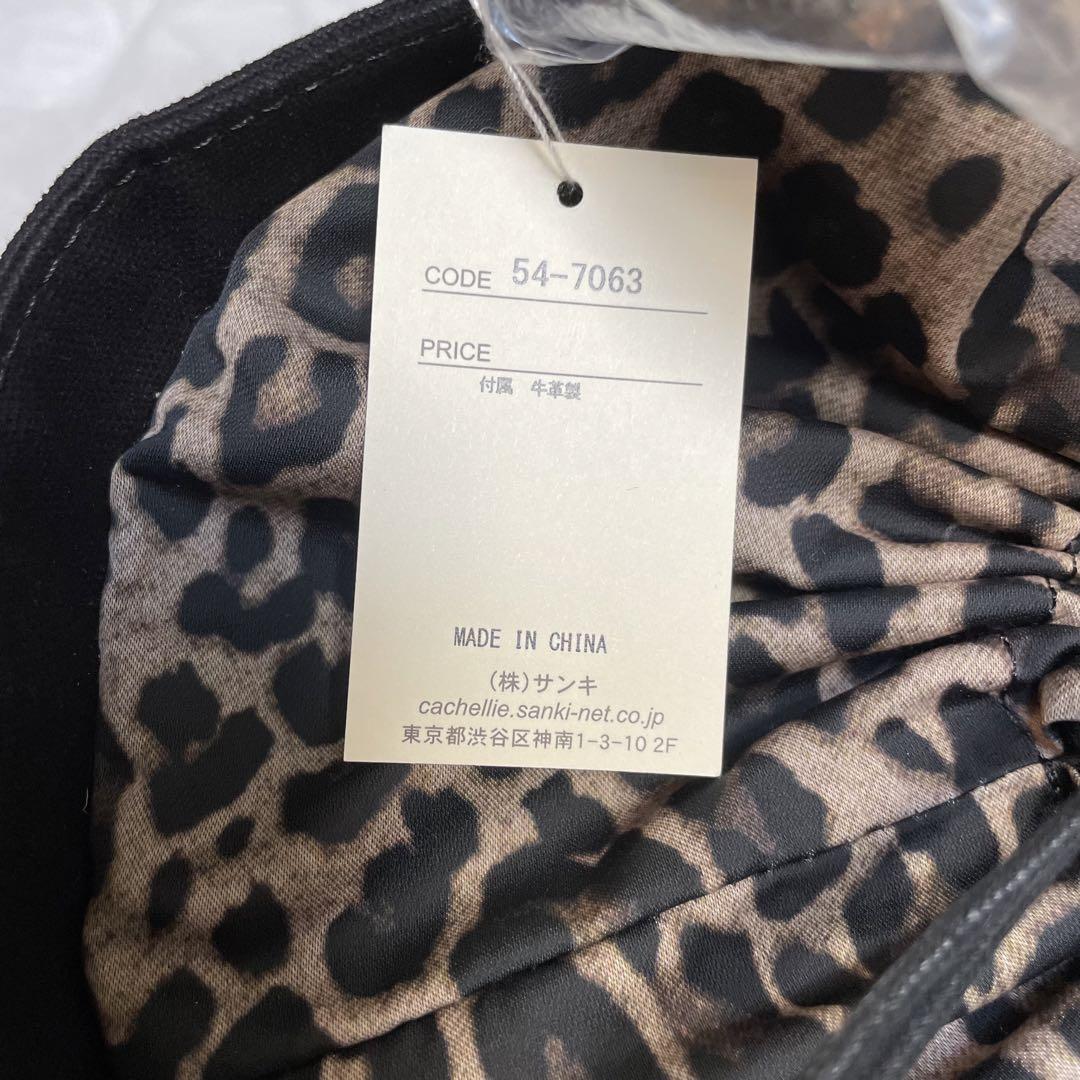 CODE 54-7063
PRICE
付属 牛革製
MADE IN CHINA
(株)サンキ
cachellie.sanki-net.co.jp
東京都渋谷区神南1-3-10 2F